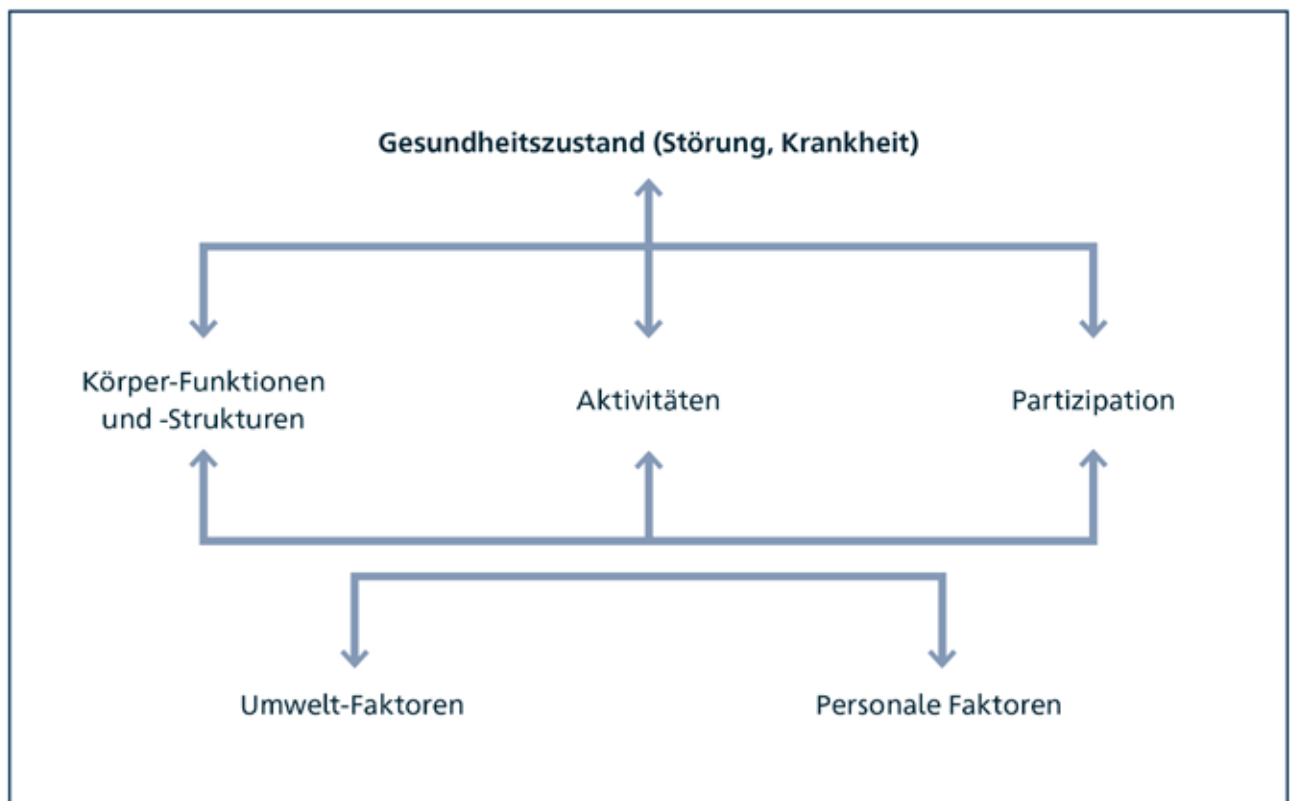 Gesundheitszustand (Störung, Krankheit)
Körper-Funktionen
und -Strukturen
Aktivitäten
Partizipation
Umwelt-Faktoren
Personale Faktoren